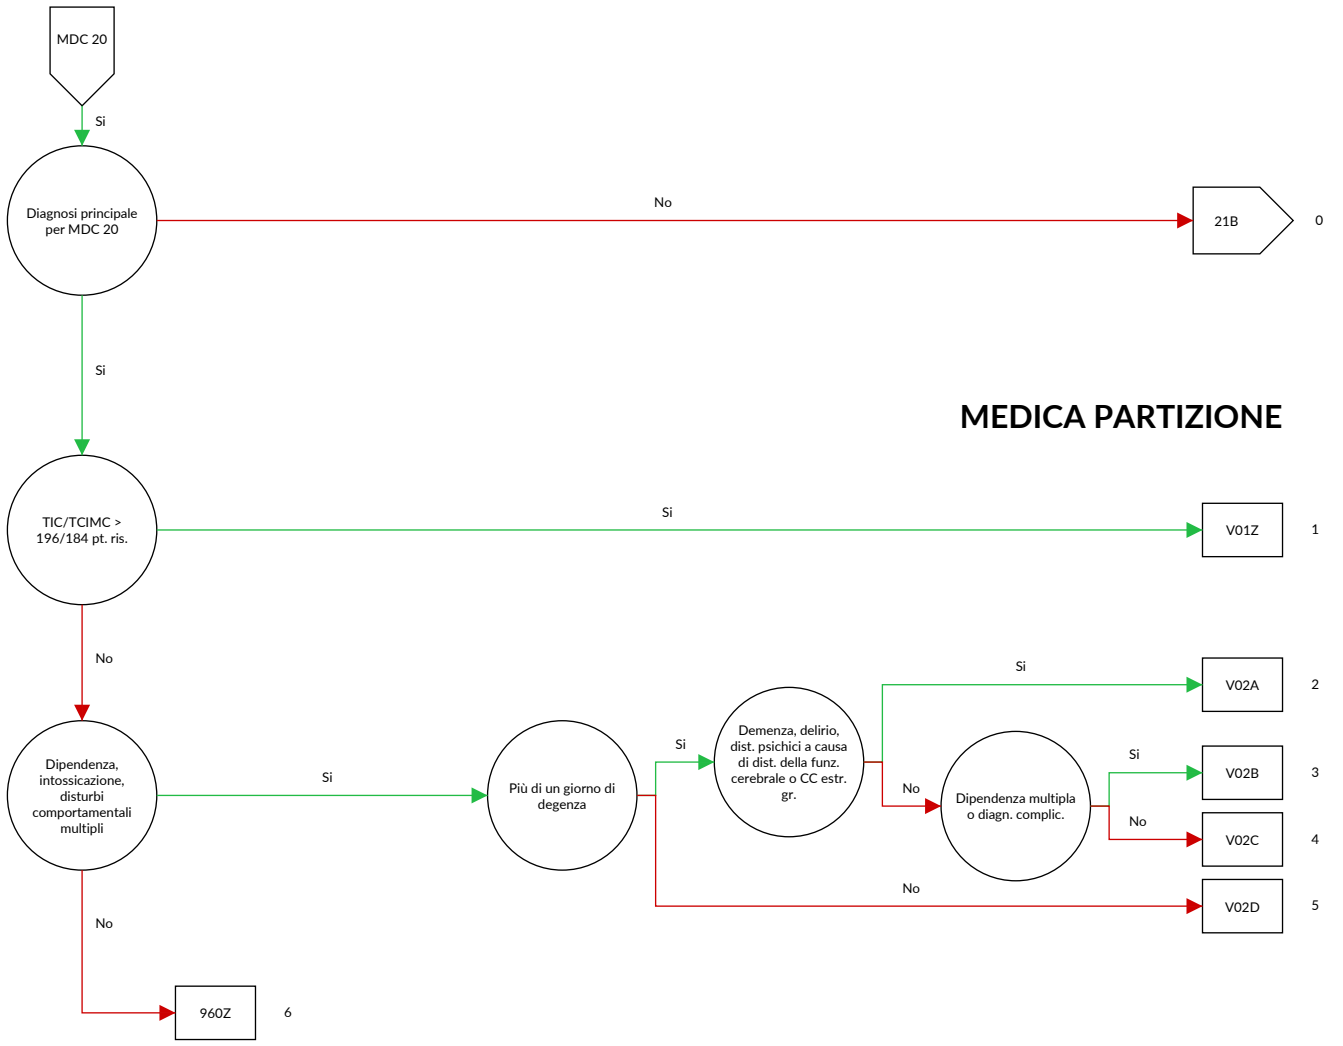 MDC 20
Si
Diagnosi principale
per MDC 20
No
21B
0
Si
MEDICA PARTIZIONE
TIC/TCIMC >
196/184 pt. ris.
Si
V01Z
1
No
Dipendenza,
intossicazione,
disturbi
comportamentali
multipli
Si
Più di un giorno di
degenza
Si
Demenza, delirio,
dist. psichici a causa
di dist. della funz.
cerebrale o CC estr.
gr.
Si
V02A
2
No
Dipendenza multipla
o diagn. complic.
Si
V02B
3
No
V02C
4
No
V02D
5
No
960Z
6